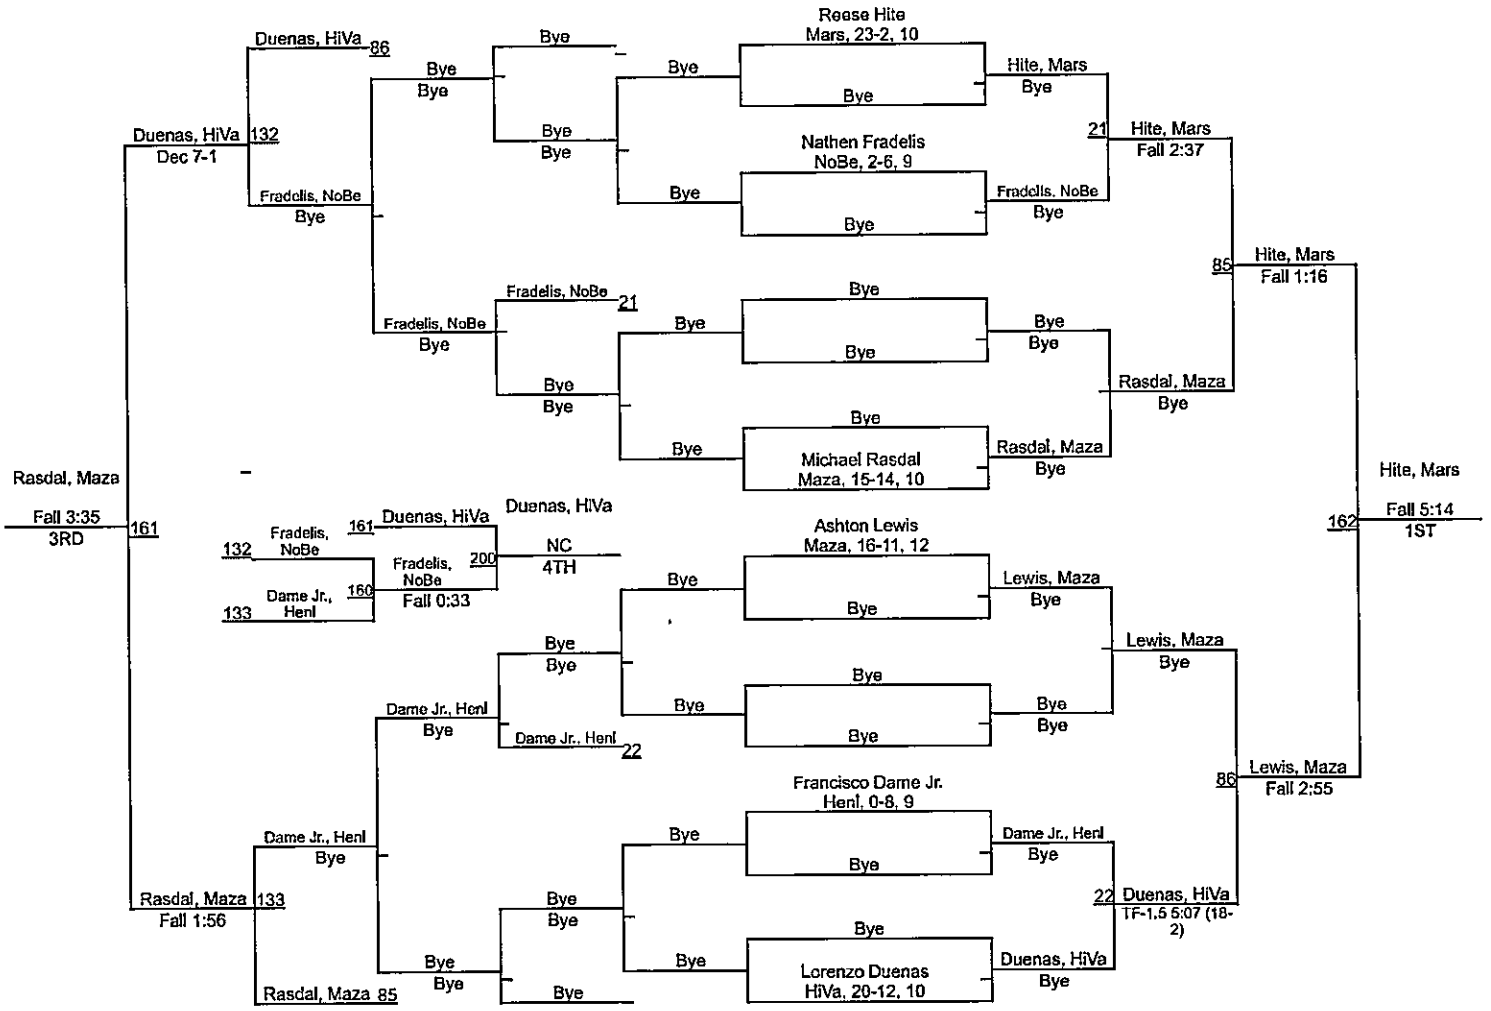 Reese Hite
Mars, 23-2, 10
Duenas, HiVa 86
Bye
Bye
Bye
Bye
Hite, Mars
Bye
Bye
Duenas, HiVa 132
Dec 7-1
Bye
Bye
21 Hite, Mars
Fall 2:37
Nathen Fradelis
NoBe, 2-6, 9
Fradelis, NoBe
Bye
Bye
Fradelis, NoBe
Bye
Bye
85 Hite, Mars
Fall 1:16
Fradelis, NoBe 21
Bye
Fradelis, NoBe
Bye
Bye
Bye
Bye
Bye
Bye
Bye
Rasdal, Maza
Bye
Bye
Bye
Michael Rasdal
Maza, 15-14, 10
Rasdal, Maza
Bye
Rasdal, Maza
Fall 3:35
3RD
161
Hite, Mars
162 Fall 5:14
1ST
161 Duenas, HiVa
Duenas, HiVa
132 Fradelis,
NoBe
200 NC
4TH
Fradelis,
NoBe
Fall 0:33
133 Dame Jr.,
Henl
160
Ashton Lewis
Maza, 16-11, 12
Bye
Bye
Lewis, Maza
Bye
Bye
Bye
Lewis, Maza
Bye
Bye
Bye
Bye
Bye
Bye
Dame Jr., Henl
Bye
Dame Jr., Henl 22
86 Lewis, Maza
Fall 2:55
Francisco Dame Jr.
Henl, 0-8, 9
Dame Jr., Henl
Bye
Bye
Bye
Dame Jr., Henl
Bye
Rasdal, Maza 133
Fall 1:56
Bye
Bye
22 Duenas, HiVa
TF-1.5 5:07 (18-
2)
Bye
Bye
Bye
Bye
Lorenzo Duenas
HiVa, 20-12, 10
Duenas, HiVa
Bye
Rasdal, Maza 85
Bye